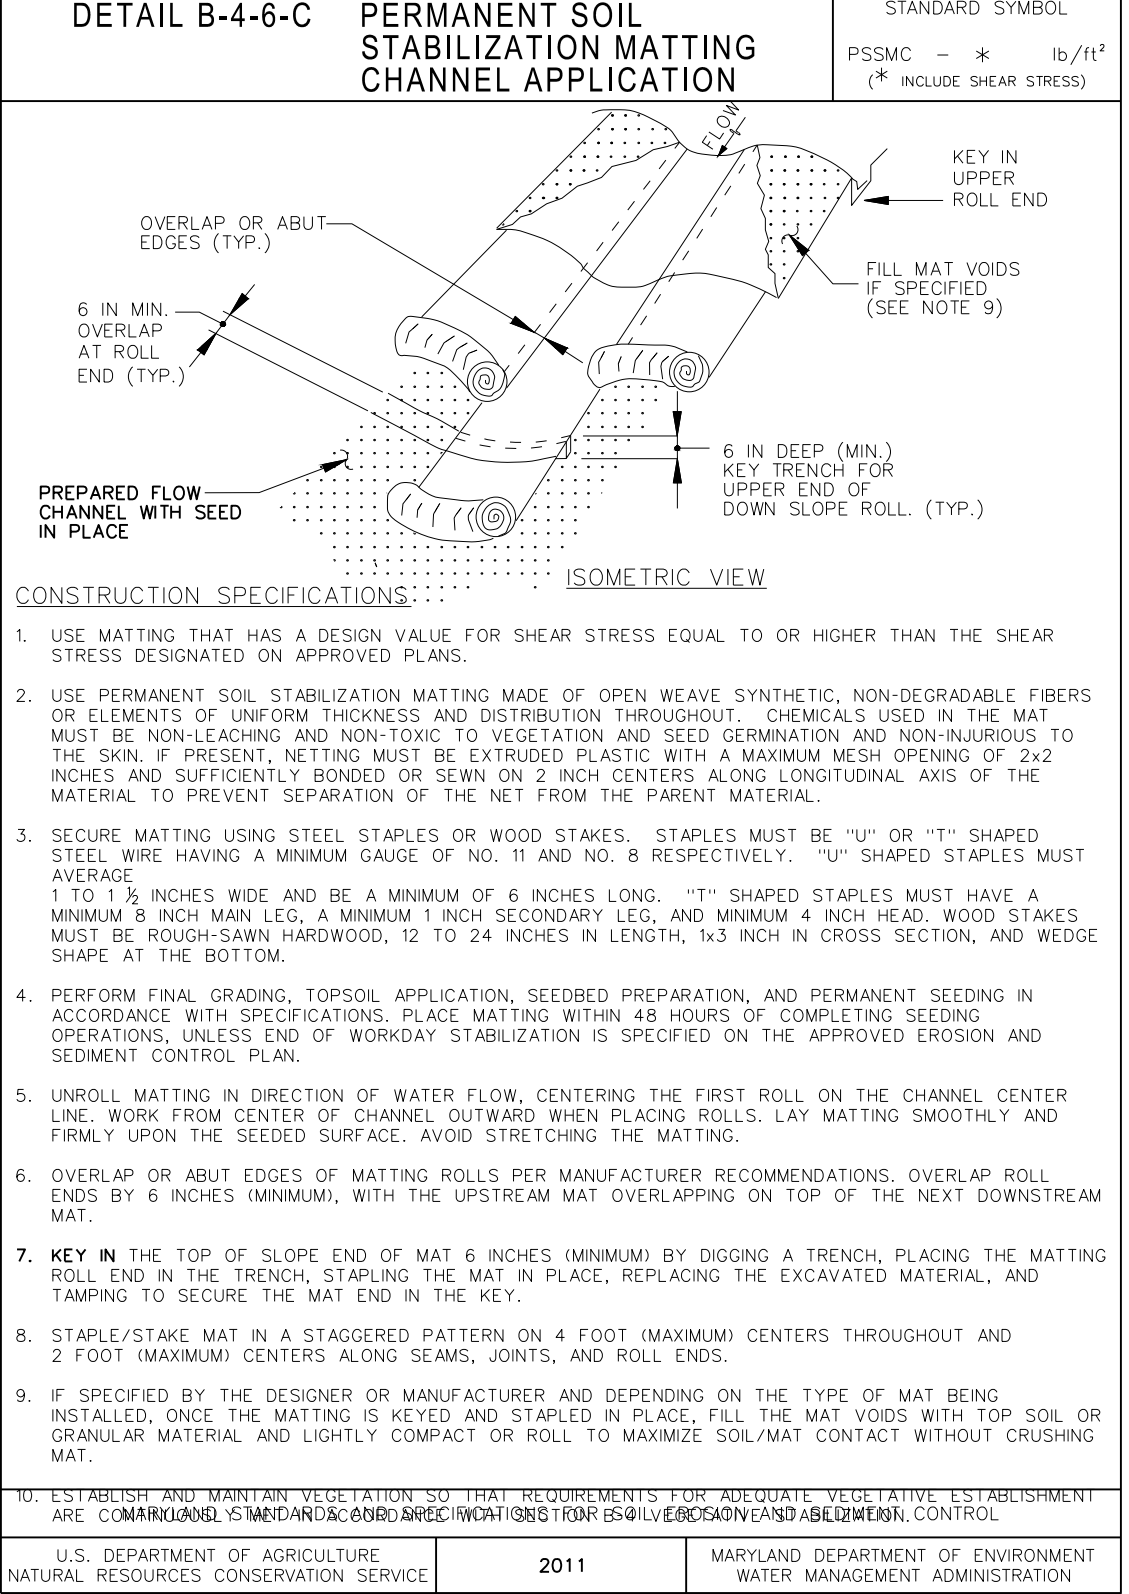 DETAIL B-4-6-C PERMANENT SOIL
STABILIZATION MATTING
CHANNEL APPLICATION
STANDARD SYMBOL
PSSMC - * lb/ft²
(* INCLUDE SHEAR STRESS)
FLOW
KEY IN
UPPER
ROLL END
OVERLAP OR ABUT
EDGES (TYP.)
FILL MAT VOIDS
IF SPECIFIED
(SEE NOTE 9)
6 IN MIN.
OVERLAP
AT ROLL
END (TYP.)
6 IN DEEP (MIN.)
KEY TRENCH FOR
UPPER END OF
DOWN SLOPE ROLL. (TYP.)
PREPARED FLOW
CHANNEL WITH SEED
IN PLACE
ISOMETRIC VIEW
CONSTRUCTION SPECIFICATIONS
1. USE MATTING THAT HAS A DESIGN VALUE FOR SHEAR STRESS EQUAL TO OR HIGHER THAN THE SHEAR
STRESS DESIGNATED ON APPROVED PLANS.
2. USE PERMANENT SOIL STABILIZATION MATTING MADE OF OPEN WEAVE SYNTHETIC, NON-DEGRADABLE FIBERS
OR ELEMENTS OF UNIFORM THICKNESS AND DISTRIBUTION THROUGHOUT. CHEMICALS USED IN THE MAT
MUST BE NON-LEACHING AND NON-TOXIC TO VEGETATION AND SEED GERMINATION AND NON-INJURIOUS TO
THE SKIN. IF PRESENT, NETTING MUST BE EXTRUDED PLASTIC WITH A MAXIMUM MESH OPENING OF 2x2
INCHES AND SUFFICIENTLY BONDED OR SEWN ON 2 INCH CENTERS ALONG LONGITUDINAL AXIS OF THE
MATERIAL TO PREVENT SEPARATION OF THE NET FROM THE PARENT MATERIAL.
3. SECURE MATTING USING STEEL STAPLES OR WOOD STAKES. STAPLES MUST BE "U" OR "T" SHAPED
STEEL WIRE HAVING A MINIMUM GAUGE OF NO. 11 AND NO. 8 RESPECTIVELY. "U" SHAPED STAPLES MUST
AVERAGE
1 TO 1 ½ INCHES WIDE AND BE A MINIMUM OF 6 INCHES LONG. "T" SHAPED STAPLES MUST HAVE A
MINIMUM 8 INCH MAIN LEG, A MINIMUM 1 INCH SECONDARY LEG, AND MINIMUM 4 INCH HEAD. WOOD STAKES
MUST BE ROUGH-SAWN HARDWOOD, 12 TO 24 INCHES IN LENGTH, 1x3 INCH IN CROSS SECTION, AND WEDGE
SHAPE AT THE BOTTOM.
4. PERFORM FINAL GRADING, TOPSOIL APPLICATION, SEEDBED PREPARATION, AND PERMANENT SEEDING IN
ACCORDANCE WITH SPECIFICATIONS. PLACE MATTING WITHIN 48 HOURS OF COMPLETING SEEDING
OPERATIONS, UNLESS END OF WORKDAY STABILIZATION IS SPECIFIED ON THE APPROVED EROSION AND
SEDIMENT CONTROL PLAN.
5. UNROLL MATTING IN DIRECTION OF WATER FLOW, CENTERING THE FIRST ROLL ON THE CHANNEL CENTER
LINE. WORK FROM CENTER OF CHANNEL OUTWARD WHEN PLACING ROLLS. LAY MATTING SMOOTHLY AND
FIRMLY UPON THE SEEDED SURFACE. AVOID STRETCHING THE MATTING.
6. OVERLAP OR ABUT EDGES OF MATTING ROLLS PER MANUFACTURER RECOMMENDATIONS. OVERLAP ROLL
ENDS BY 6 INCHES (MINIMUM), WITH THE UPSTREAM MAT OVERLAPPING ON TOP OF THE NEXT DOWNSTREAM
MAT.
7. KEY IN THE TOP OF SLOPE END OF MAT 6 INCHES (MINIMUM) BY DIGGING A TRENCH, PLACING THE MATTING
ROLL END IN THE TRENCH, STAPLING THE MAT IN PLACE, REPLACING THE EXCAVATED MATERIAL, AND
TAMPING TO SECURE THE MAT END IN THE KEY.
8. STAPLE/STAKE MAT IN A STAGGERED PATTERN ON 4 FOOT (MAXIMUM) CENTERS THROUGHOUT AND
2 FOOT (MAXIMUM) CENTERS ALONG SEAMS, JOINTS, AND ROLL ENDS.
9. IF SPECIFIED BY THE DESIGNER OR MANUFACTURER AND DEPENDING ON THE TYPE OF MAT BEING
INSTALLED, ONCE THE MATTING IS KEYED AND STAPLED IN PLACE, FILL THE MAT VOIDS WITH TOP SOIL OR
GRANULAR MATERIAL AND LIGHTLY COMPACT OR ROLL TO MAXIMIZE SOIL/MAT CONTACT WITHOUT CRUSHING
MAT.
10. ESTABLISH AND MAINTAIN VEGETATION SO THAT REQUIREMENTS FOR ADEQUATE VEGETATIVE ESTABLISHMENT
ARE CONTINUOUSLY MET IN ACCORDANCE WITH SECTION B-4 VEGETATIVE STABILIZATION.
MARYLAND STANDARDS AND SPECIFICATIONS FOR SOIL EROSION AND SEDIMENT CONTROL
U.S. DEPARTMENT OF AGRICULTURE
NATURAL RESOURCES CONSERVATION SERVICE
2011
MARYLAND DEPARTMENT OF ENVIRONMENT
WATER MANAGEMENT ADMINISTRATION